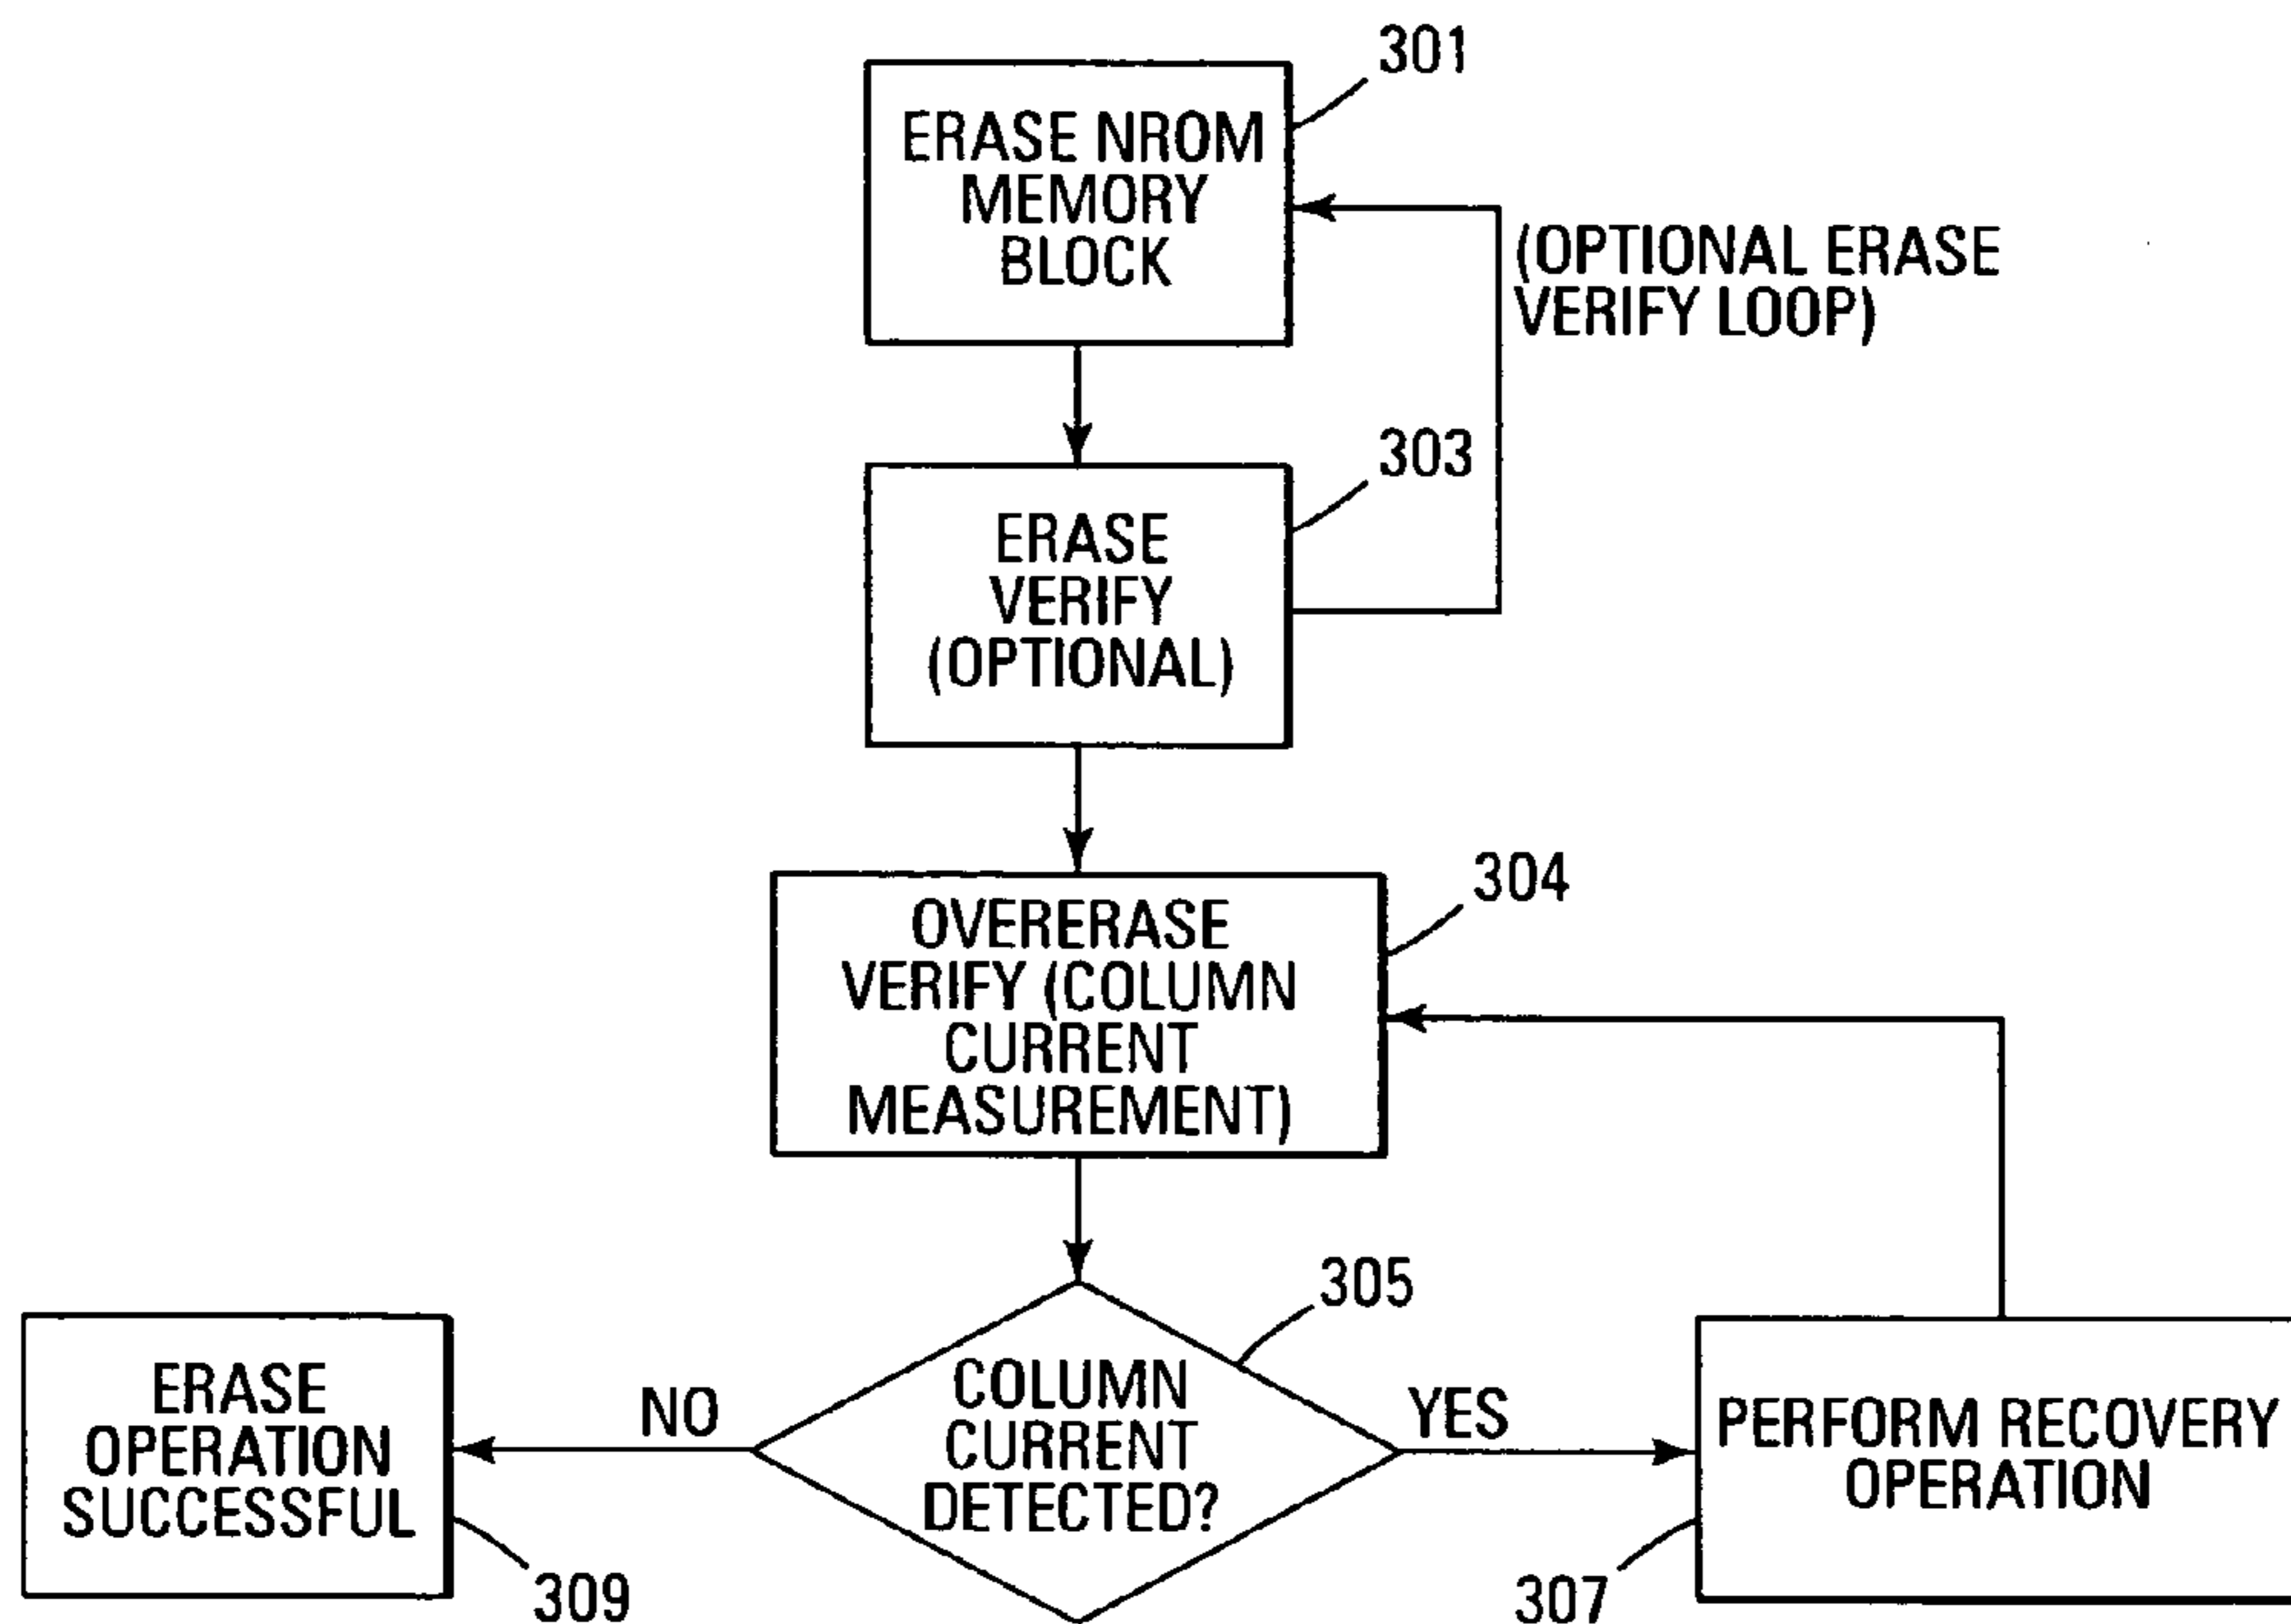 301
ERASE NROM
MEMORY
BLOCK
(OPTIONAL ERASE
VERIFY LOOP)
303
ERASE
VERIFY
(OPTIONAL)
304
OVERERASE
VERIFY (COLUMN
CURRENT
MEASUREMENT)
305
COLUMN
CURRENT
DETECTED?
NO
YES
ERASE
OPERATION
SUCCESSFUL
309
PERFORM RECOVERY
OPERATION
307